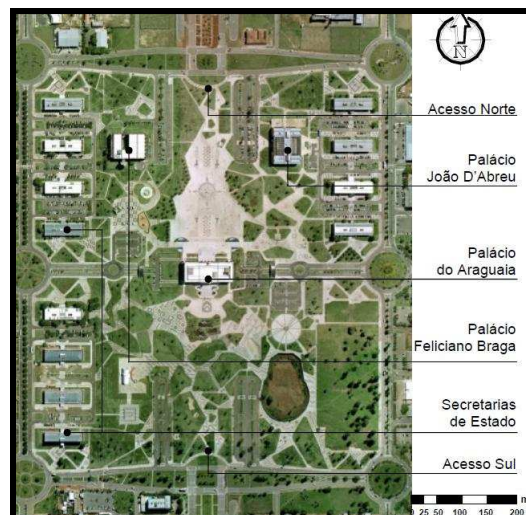 N
Acesso Norte
Palácio
João D'Abreu
Palácio
do Araguaia
Palácio
Feliciano Braga
Secretarias
de Estado
Acesso Sul
m
0 25 50 100 150 200